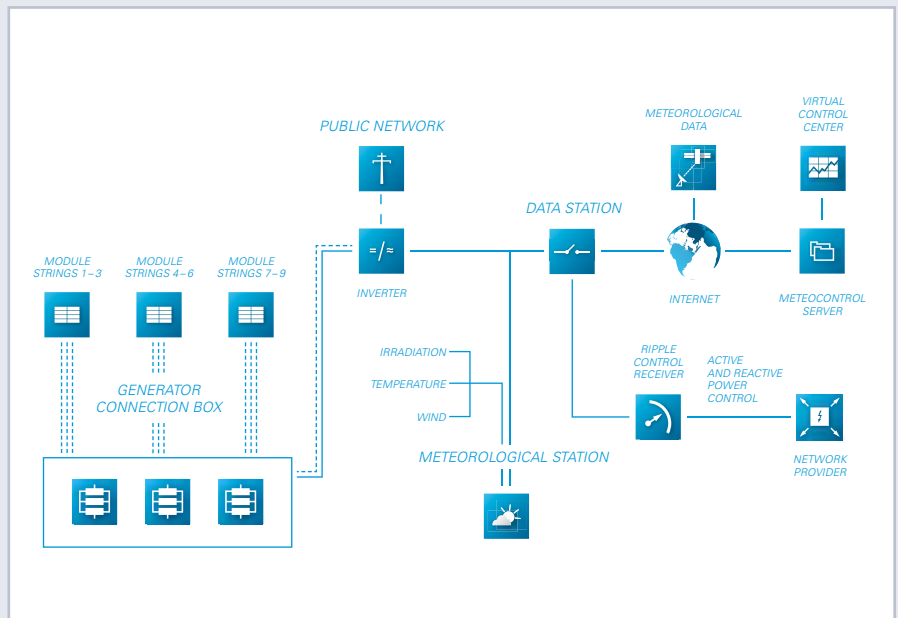 VIRTUAL
CONTROL
CENTER
METEOROLOGICAL
DATA
PUBLIC NETWORK
DATA STATION
=/≈
MODULE
STRINGS 1–3
MODULE
STRINGS 4–6
MODULE
STRINGS 7–9
INVERTER
INTERNET
METEOCONTROL
SERVER
IRRADIATION
TEMPERATURE
WIND
RIPPLE
CONTROL
RECEIVER
ACTIVE
AND REACTIVE
POWER
CONTROL
GENERATOR
CONNECTION BOX
METEOROLOGICAL STATION
NETWORK
PROVIDER